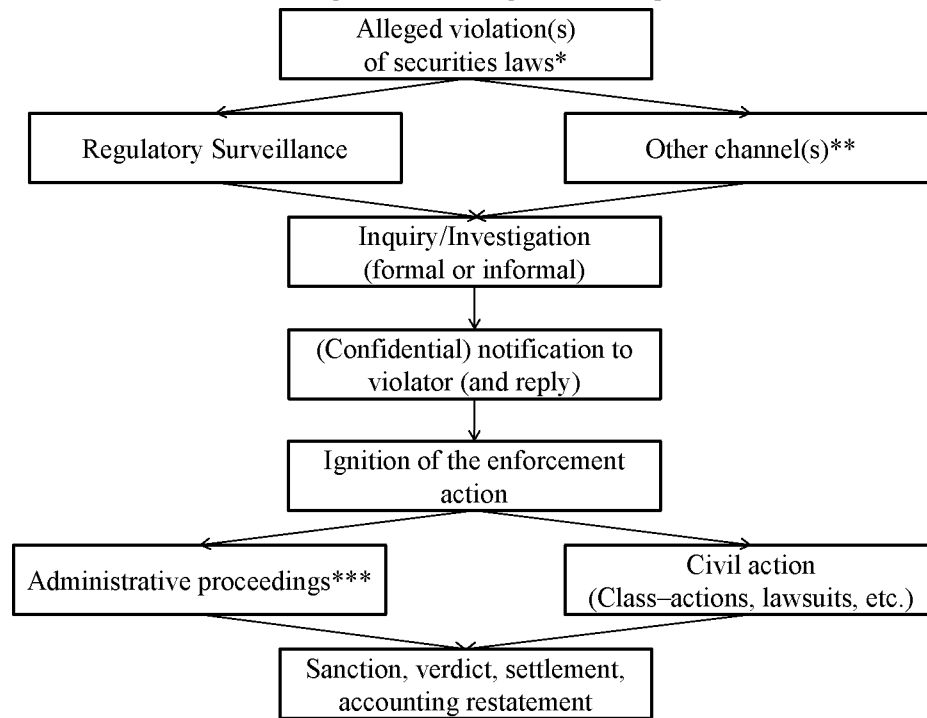 Alleged violation(s)
of securities laws*
Regulatory Surveillance
Other channel(s)**
Inquiry/Investigation
(formal or informal)
(Confidential) notification to
violator (and reply)
Ignition of the enforcement
action
Administrative proceedings***
Civil action
(Class–actions, lawsuits, etc.)
Sanction, verdict, settlement,
accounting restatement